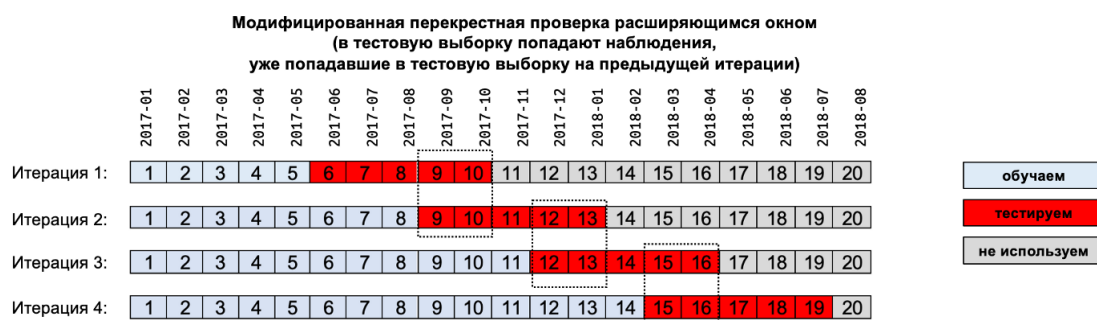 Модифицированная перекрестная проверка расширяющимся окном
(в тестовую выборку попадают наблюдения,
уже попадавшие в тестовую выборку на предыдущей итерации)
2017-01 2017-02 2017-03 2017-04 2017-05 2017-06 2017-07 2017-08 2017-09 2017-10 2017-11 2017-12 2018-01 2018-02 2018-03 2018-04 2018-05 2018-06 2018-07 2018-08
Итерация 1: 1 2 3 4 5 6 7 8 9 10 11 12 13 14 15 16 17 18 19 20
Итерация 2: 1 2 3 4 5 6 7 8 9 10 11 12 13 14 15 16 17 18 19 20
Итерация 3: 1 2 3 4 5 6 7 8 9 10 11 12 13 14 15 16 17 18 19 20
Итерация 4: 1 2 3 4 5 6 7 8 9 10 11 12 13 14 15 16 17 18 19 20
обучаем
тестируем
не используем